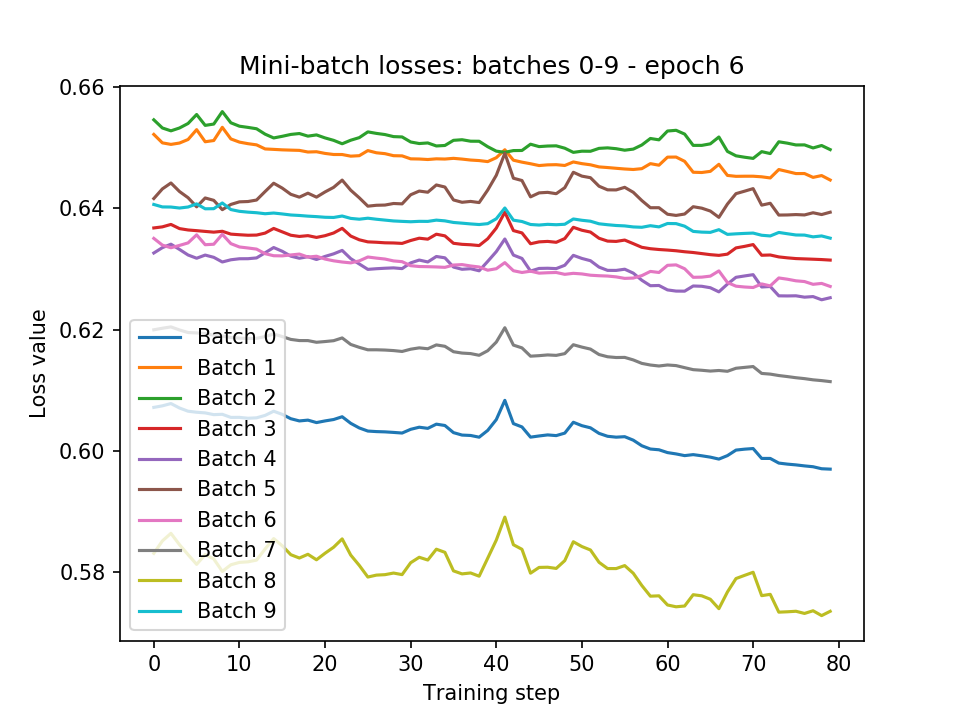 Mini-batch losses: batches 0-9 - epoch 6
0.66
0.64
0.62
0.60
0.58
Loss value
Batch 0
Batch 1
Batch 2
Batch 3
Batch 4
Batch 5
Batch 6
Batch 7
Batch 8
Batch 9
0 10 20 30 40 50 60 70 80
Training step